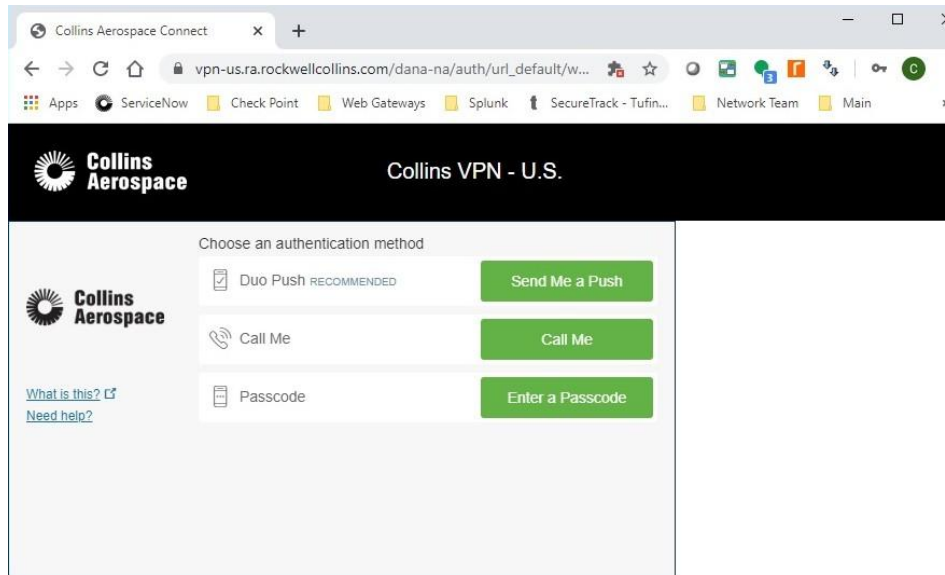 Collins Aerospace Connect
vpn-us.ra.rockwellcollins.com/dana-na/auth/url_default/w...
3
C
Apps ServiceNow Check Point Web Gateways Splunk SecureTrack - Tufin... Network Team Main
Collins
Aerospace
Collins VPN - U.S.
Choose an authentication method
Duo Push RECOMMENDED Send Me a Push
Collins
Aerospace
Call Me Call Me
What is this?
Need help?
Passcode Enter a Passcode